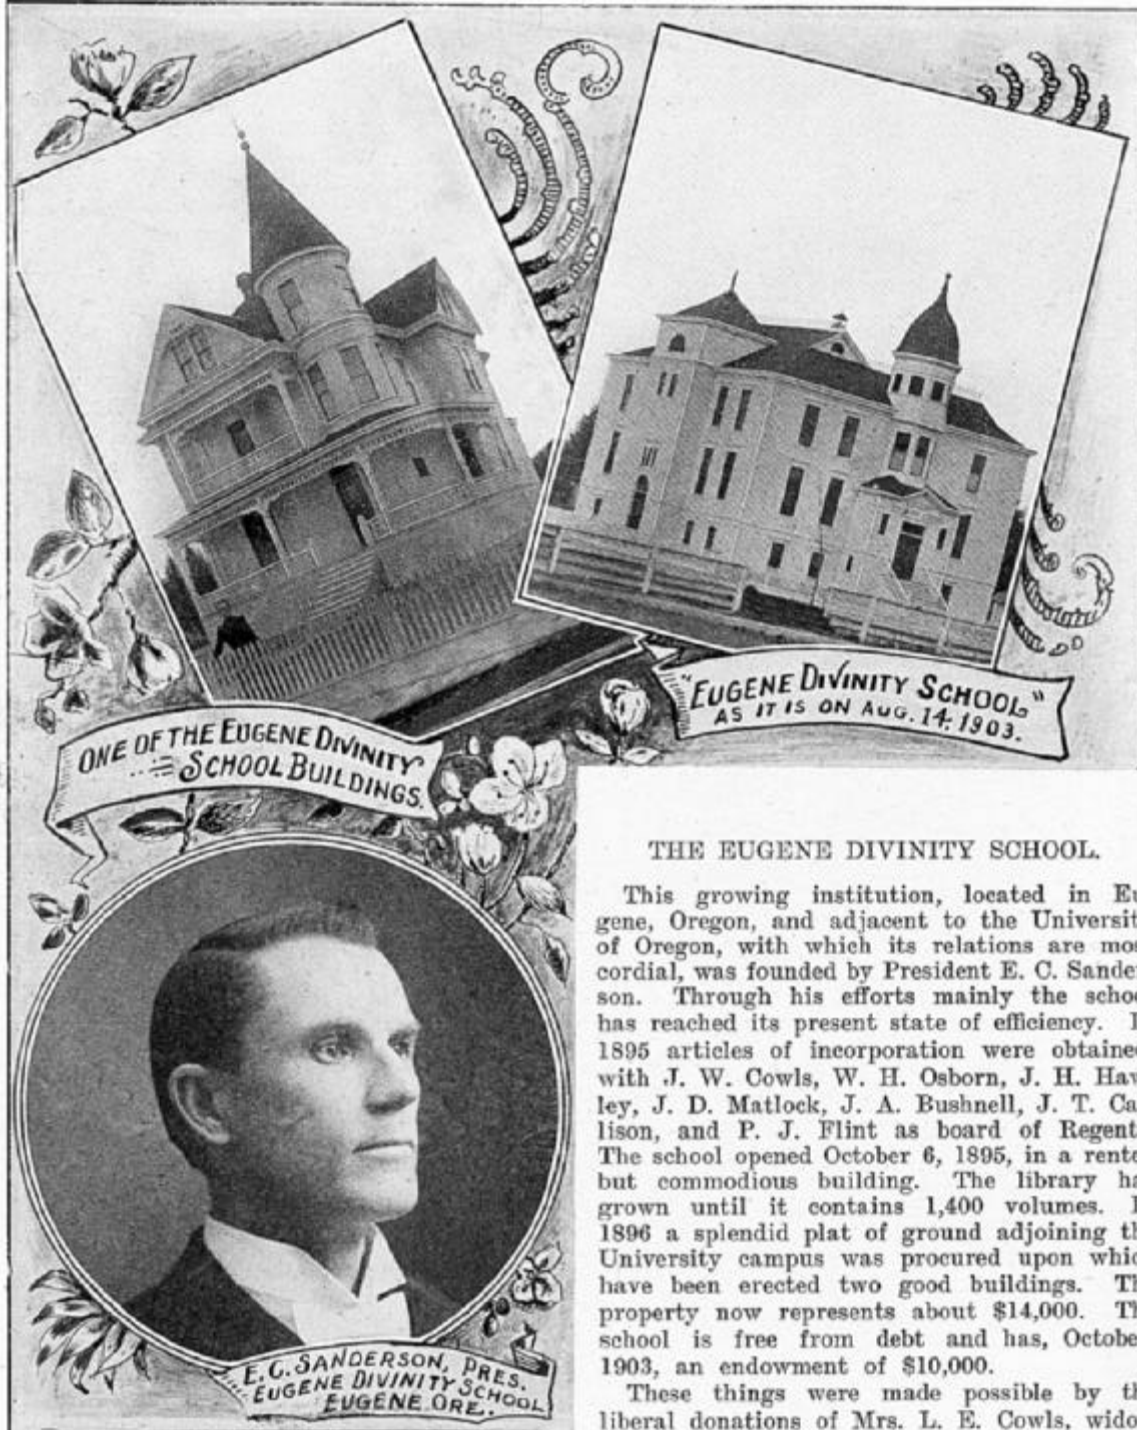 ONE OF THE EUGENE DIVINITY
SCHOOL BUILDINGS.
"EUGENE DIVINITY SCHOOL"
AS IT IS ON AUG. 14. 1903.
E. C. SANDERSON, PRES.
EUGENE DIVINITY SCHOOL
EUGENE ORE.
THE EUGENE DIVINITY SCHOOL.
This growing institution, located in Eu
gene, Oregon, and adjacent to the Universit
of Oregon, with which its relations are mos
cordial, was founded by President E. C. Sander
son. Through his efforts mainly the schoo
has reached its present state of efficiency. I
1895 articles of incorporation were obtaine
with J. W. Cowls, W. H. Osborn, J. H. Haw
ley, J. D. Matlock, J. A. Bushnell, J. T. Ca
lison, and P. J. Flint as board of Regent
The school opened October 6, 1895, in a rente
but commodious building. The library ha
grown until it contains 1,400 volumes. I
1896 a splendid plat of ground adjoining th
University campus was procured upon whic
have been erected two good buildings. Th
property now represents about $14,000. Th
school is free from debt and has, Octobe
1903, an endowment of $10,000.
These things were made possible by th
liberal donations of Mrs. L. E. Cowls, wido